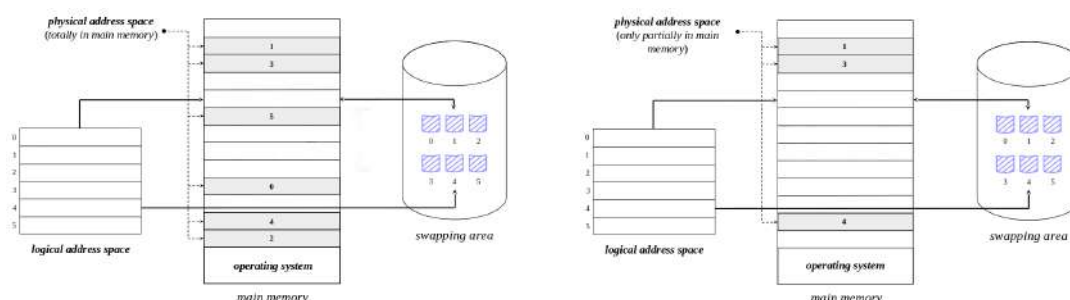 physical address space
(totally in main memory)
1
3
5
0
4
2
operating system
main memory
0
1
2
3
4
5
logical address space
0 1 2
3 4 5
swapping area
physical address space
(only partially in main
memory)
1
3
4
operating system
main memory
0
1
2
3
4
5
logical address space
0 1 2
3 4 5
swapping area